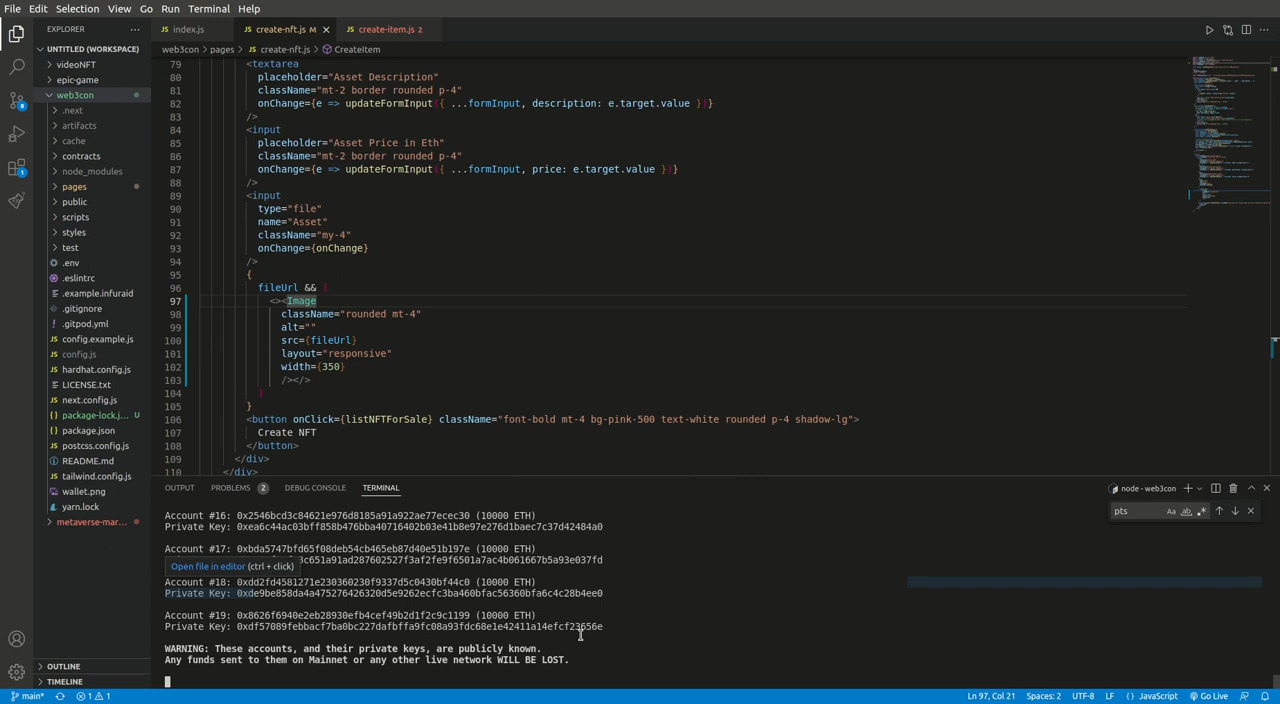 File Edit Selection View Go Run Terminal Help
EXPLORER
index.js
create-nft.js M
create-item.js 2
UNTITLED (WORKSPACE)
web3con > pages > create-nft.js > CreateItem
videoNFT
epic-game
web3con
.next
artifacts
cache
contracts
node_modules
pages
public
scripts
styles
test
.env
.eslintrc
.example.infuraid
.gitignore
.gitpod.yml
config.example.js
config.js
hardhat.config.js
LICENSE.txt
next.config.js
package-lock.j... U
package.json
postcss.config.js
README.md
tailwind.config.js
wallet.png
yarn.lock
metaverse-mar...
OUTLINE
TIMELINE
8
1
79 <textarea
80 placeholder="Asset Description"
81 className="mt-2 border rounded p-4"
82 onChange={e => updateFormInput({ ...formInput, description: e.target.value })}
83 />
84 <input
85 placeholder="Asset Price in Eth"
86 className="mt-2 border rounded p-4"
87 onChange={e => updateFormInput({ ...formInput, price: e.target.value })}
88 />
89 <input
90 type="file"
91 name="Asset"
92 className="my-4"
93 onChange={onChange}
94 />
95 {
96 fileUrl && (
97 <><Image
98 className="rounded mt-4"
99 alt=""
100 src={fileUrl}
101 layout="responsive"
102 width={350}
103 /></>
104 )
105 }
106 <button onClick={listNFTForSale} className="font-bold mt-4 bg-pink-500 text-white rounded p-4 shadow-lg">
107 Create NFT
108 </button>
109 </div>
110 </div>
OUTPUT PROBLEMS 2 DEBUG CONSOLE TERMINAL
node - web3con
pts
Aa ab
Account #16: 0x2546bcd3c84621e976d8185a91a922ae77ecec30 (10000 ETH)
Private Key: 0xea6c44ac03bff858b476bba40716402b03e41b8e97e276d1baec7c37d42484a0
Account #17: 0xbda5747bfd65f08deb54cb465eb87d40e51b197e (10000 ETH)
3c651a91ad287602527f3af2fe9f6501a7ac4b061667b5a93e037fd
Open file in editor (ctrl + click)
Account #18: 0xdd2fd4581271e230360230f9337d5c0430bf44c0 (10000 ETH)
Private Key: 0xde9be858da4a475276426320d5e9262ecfc3ba460bfac56360bfa6c4c28b4ee0
Account #19: 0x8626f6940e2eb28930efb4cef49b2d1f2c9c1199 (10000 ETH)
Private Key: 0xdf57089febbacf7ba0bc227dafbffa9fc08a93fdc68e1e42411a14efcf23656e
WARNING: These accounts, and their private keys, are publicly known.
Any funds sent to them on Mainnet or any other live network WILL BE LOST.
main* 1 1 Ln 97, Col 21 Spaces: 2 UTF-8 LF JavaScript Go Live